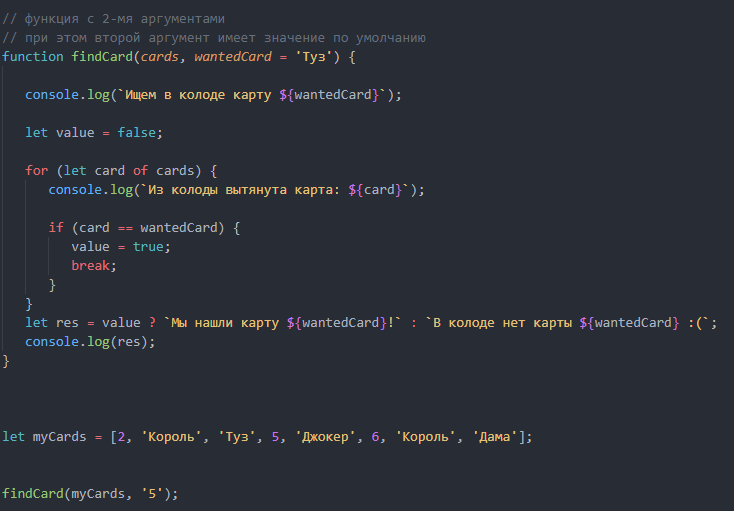 // функция с 2-мя аргументами
// при этом второй аргумент имеет значение по умолчанию
function findCard(cards, wantedCard = 'Туз') {
console.log(`Ищем в колоде карту ${wantedCard}`);
let value = false;
for (let card of cards) {
console.log(`Из колоды вытянута карта: ${card}`);
if (card == wantedCard) {
value = true;
break;
}
}
let res = value ? `Мы нашли карту ${wantedCard}!` : `В колоде нет карты ${wantedCard} :(`;
console.log(res);
}
let myCards = [2, 'Король', 'Туз', 5, 'Джокер', 6, 'Король', 'Дама'];
findCard(myCards, '5');